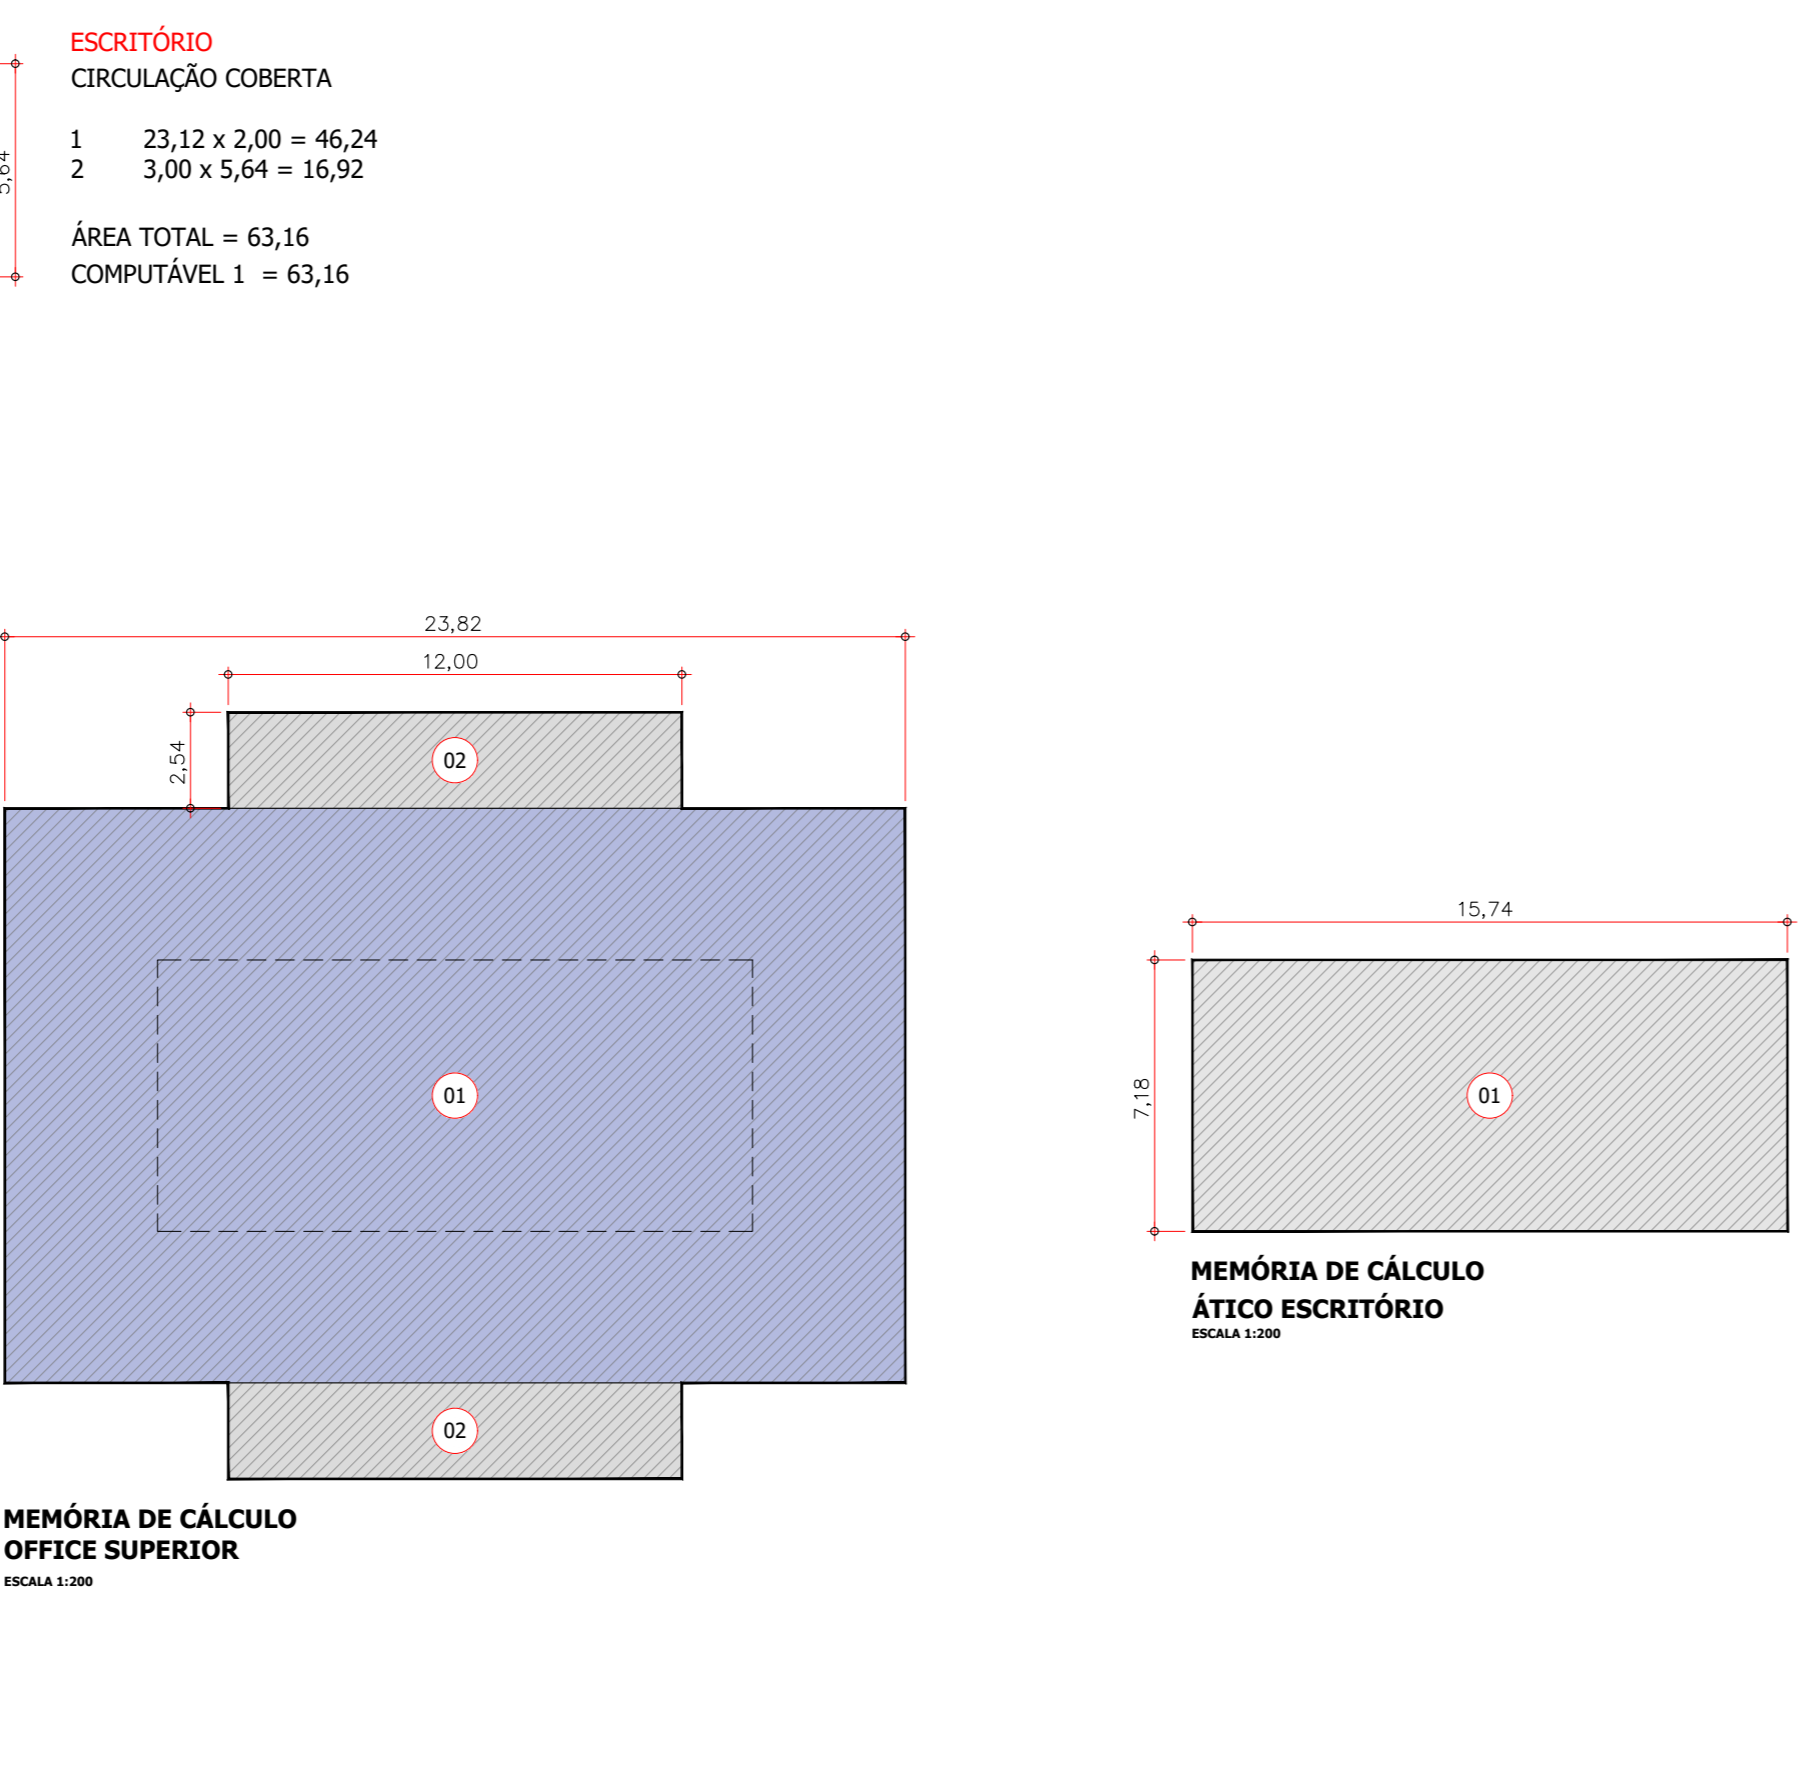 ESCRITÓRIO
CIRCULAÇÃO COBERTA
1 23,12 x 2,00 = 46,24
2 3,00 x 5,64 = 16,92
5,64
ÁREA TOTAL = 63,16
COMPUTÁVEL 1 = 63,16
23,82
12,00
2,54
02
01
02
MEMÓRIA DE CÁLCULO
OFFICE SUPERIOR
ESCALA 1:200
15,74
7,18
01
MEMÓRIA DE CÁLCULO
ÁTICO ESCRITÓRIO
ESCALA 1:200